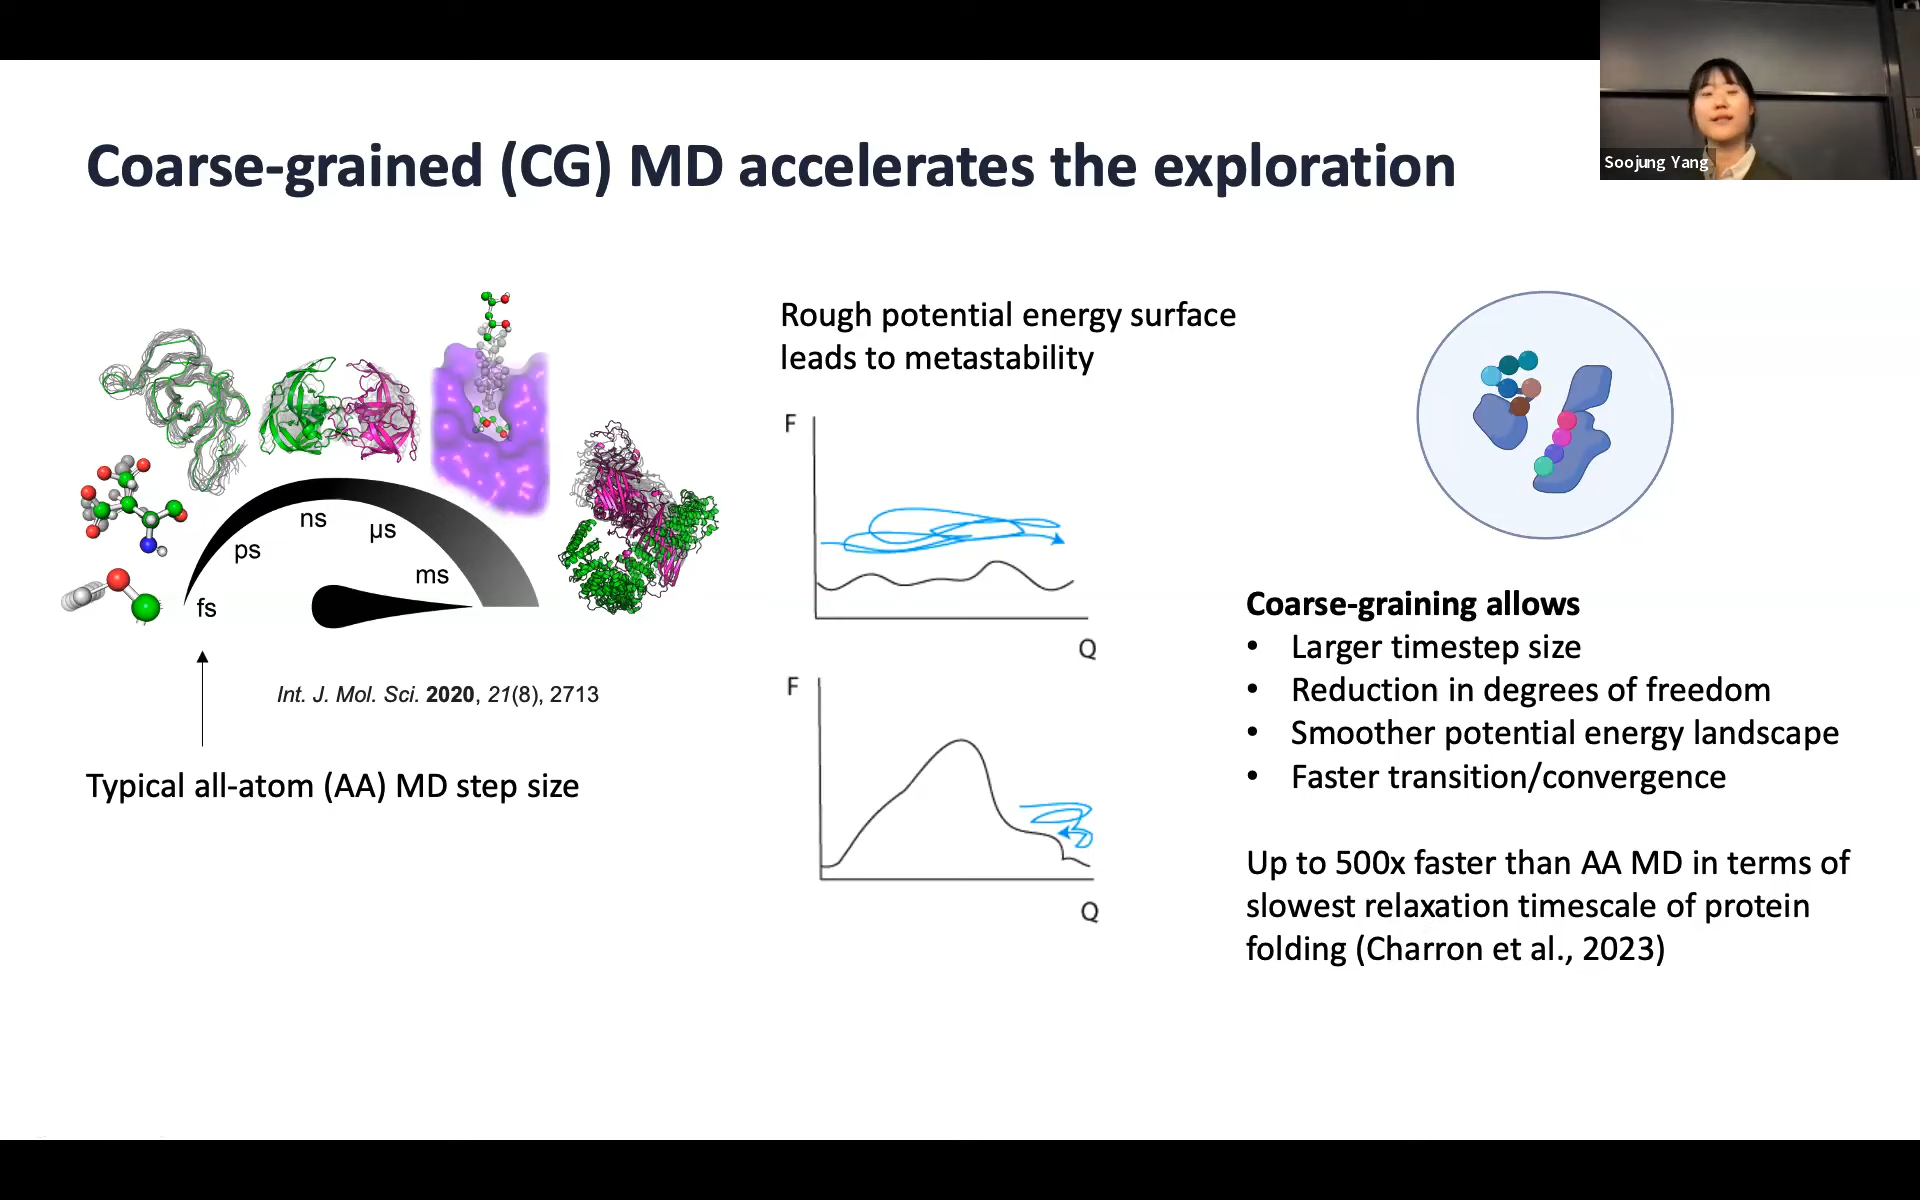 Soojung Yang
Coarse-grained (CG) MD accelerates the exploration
fs
ps
ns
µs
ms
Int. J. Mol. Sci. 2020, 21(8), 2713
Typical all-atom (AA) MD step size
Rough potential energy surface
leads to metastability
F
Q
F
Q
Coarse-graining allows
• Larger timestep size
• Reduction in degrees of freedom
• Smoother potential energy landscape
• Faster transition/convergence
Up to 500x faster than AA MD in terms of
slowest relaxation timescale of protein
folding (Charron et al., 2023)